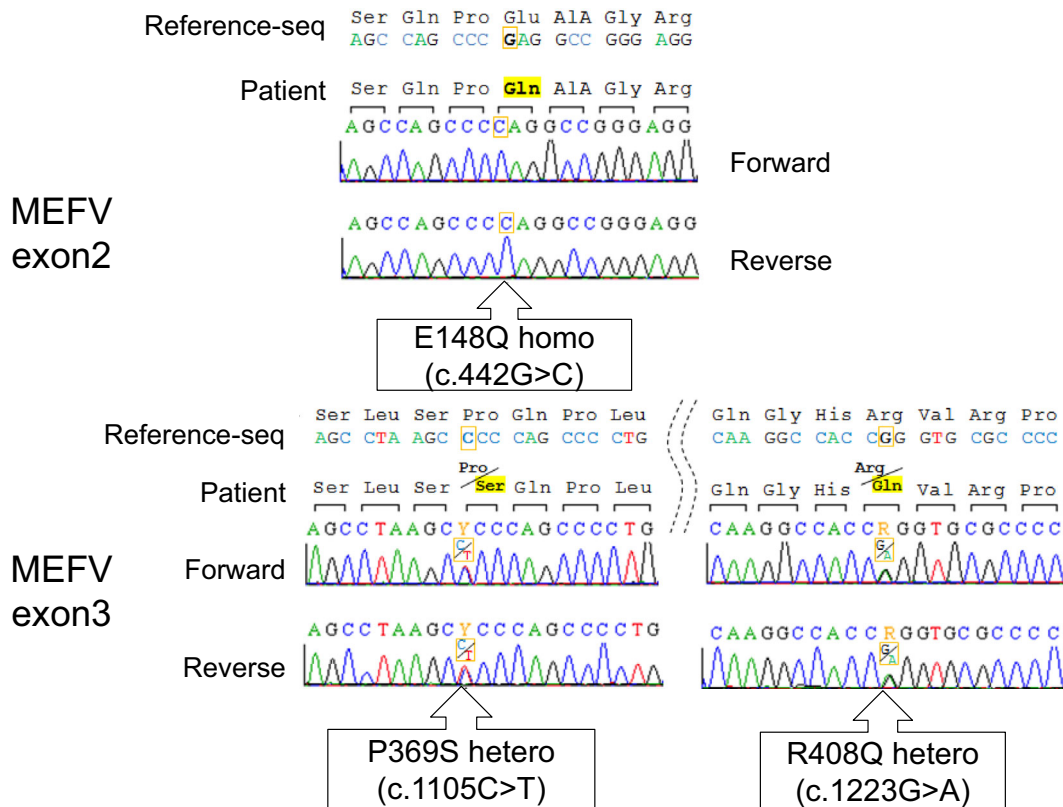 Reference-seq
Ser Gln Pro Glu AlA Gly Arg
AGC CAG CCC GAG GCC GGG AGG
Patient
Ser Gln Pro Gln AlA Gly Arg
AGCCAGCCCCAGGCCGGGAGG
Forward
MEFV
exon2
AGCCAGCCCCAGGCCGGGAGG
Reverse
E148Q homo
(c.442G>C)
Reference-seq
Ser Leu Ser Pro Gln Pro Leu
AGC CTA AGC CCC CAG CCC CTG
Gln Gly His Arg Val Arg Pro
CAA GGC CAC CGG GTG CGC CCC
Patient
Pro
Ser Leu Ser Ser Gln Pro Leu
Arg
Gln Gly His Gln Val Arg Pro
MEFV
exon3
Forward
AGCCTAAGCYCCCAGCCCCTG
C/T
CAAGGCCACCRGGTGCGCCCC
G/A
Reverse
AGCCTAAGCYCCCAGCCCCTG
C/T
CAAGGCCACCRGGTGCGCCCC
G/A
P369S hetero
(c.1105C>T)
R408Q hetero
(c.1223G>A)